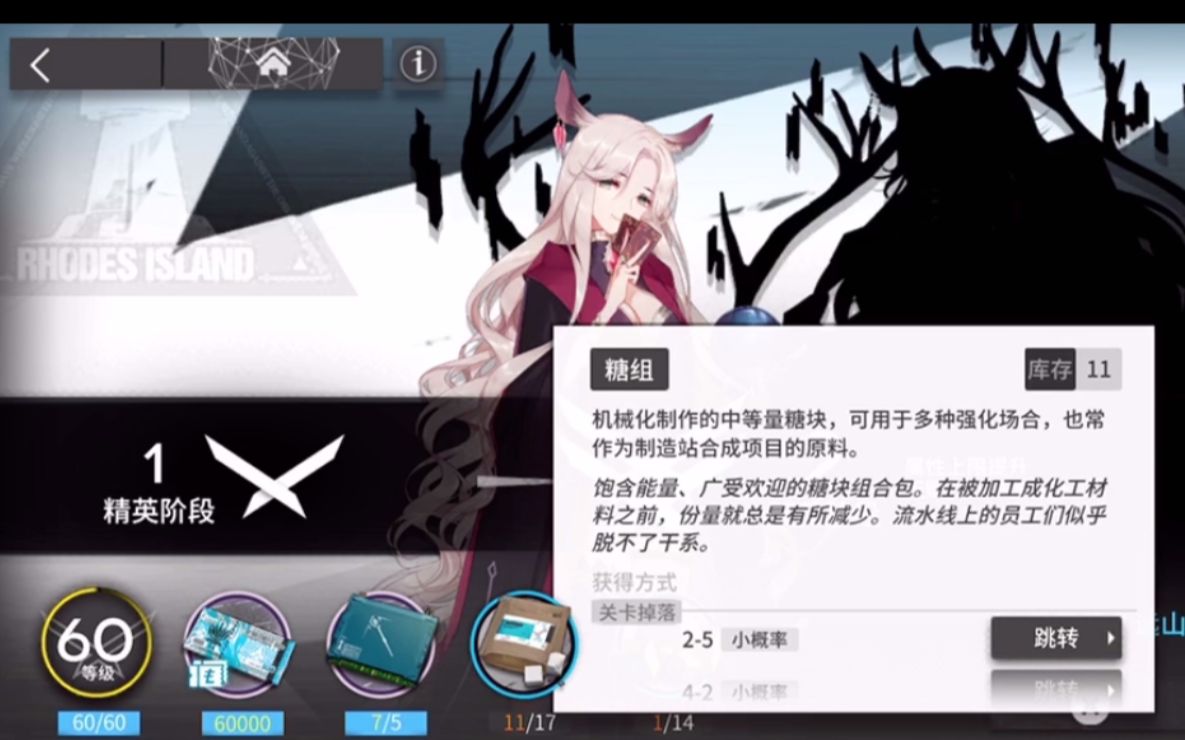 RHODES ISLAND
糖组
库存 11
机械化制作的中等量糖块，可用于多种强化场合，也常
作为制造站合成项目的原料。
饱含能量、广受欢迎的糖块组合包。在被加工成化工材
料之前，份量就总是有所减少。流水线上的员工们似乎
脱不了干系。
获得方式
关卡掉落
2-5 小概率 跳转
4-2 小概率 跳转
1
精英阶段
60
等级
60/60 60000 7/5 11/17 1/14